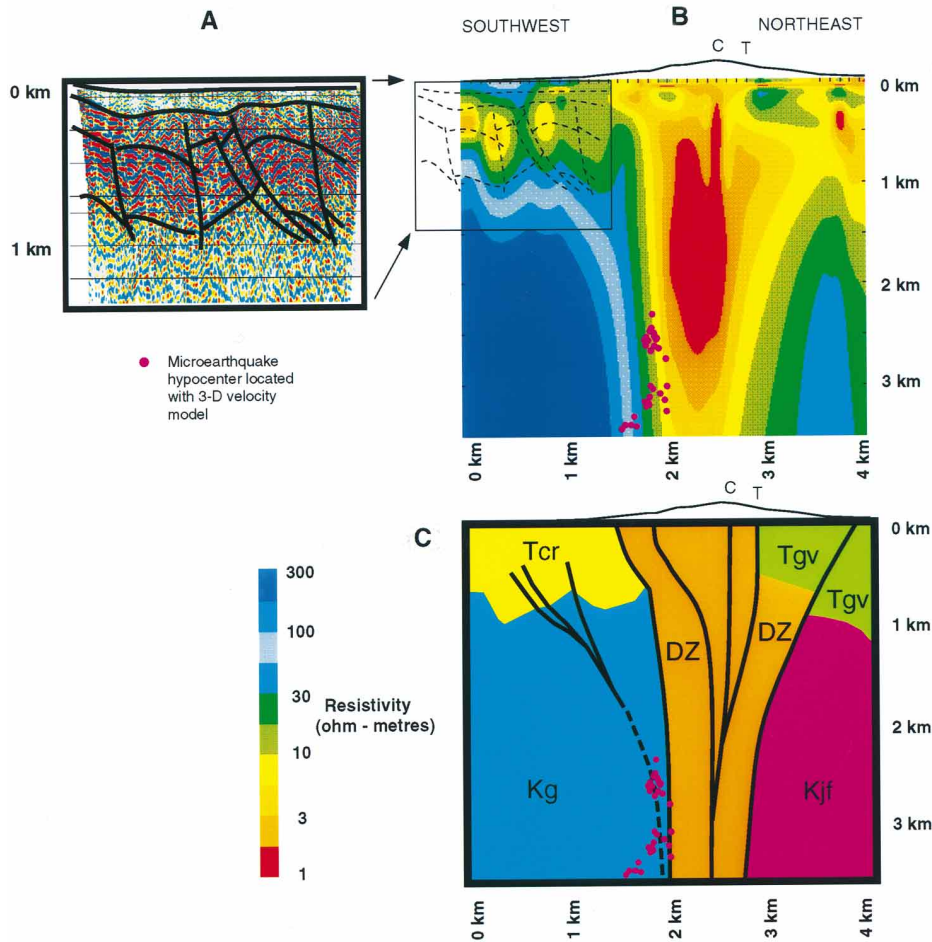 A
SOUTHWEST
B
NORTHEAST
C T
0 km
1 km
0 km
1 km
2 km
3 km
Microearthquake
hypocenter located
with 3-D velocity
model
0 km
1 km
2 km
3 km
4 km
C T
C
Tcr
Tgv
Tgv
DZ
DZ
Kg
Kjf
0 km
1 km
2 km
3 km
300
100
30
10
3
1
Resistivity
(ohm - metres)
0 km
1 km
2 km
3 km
4 km